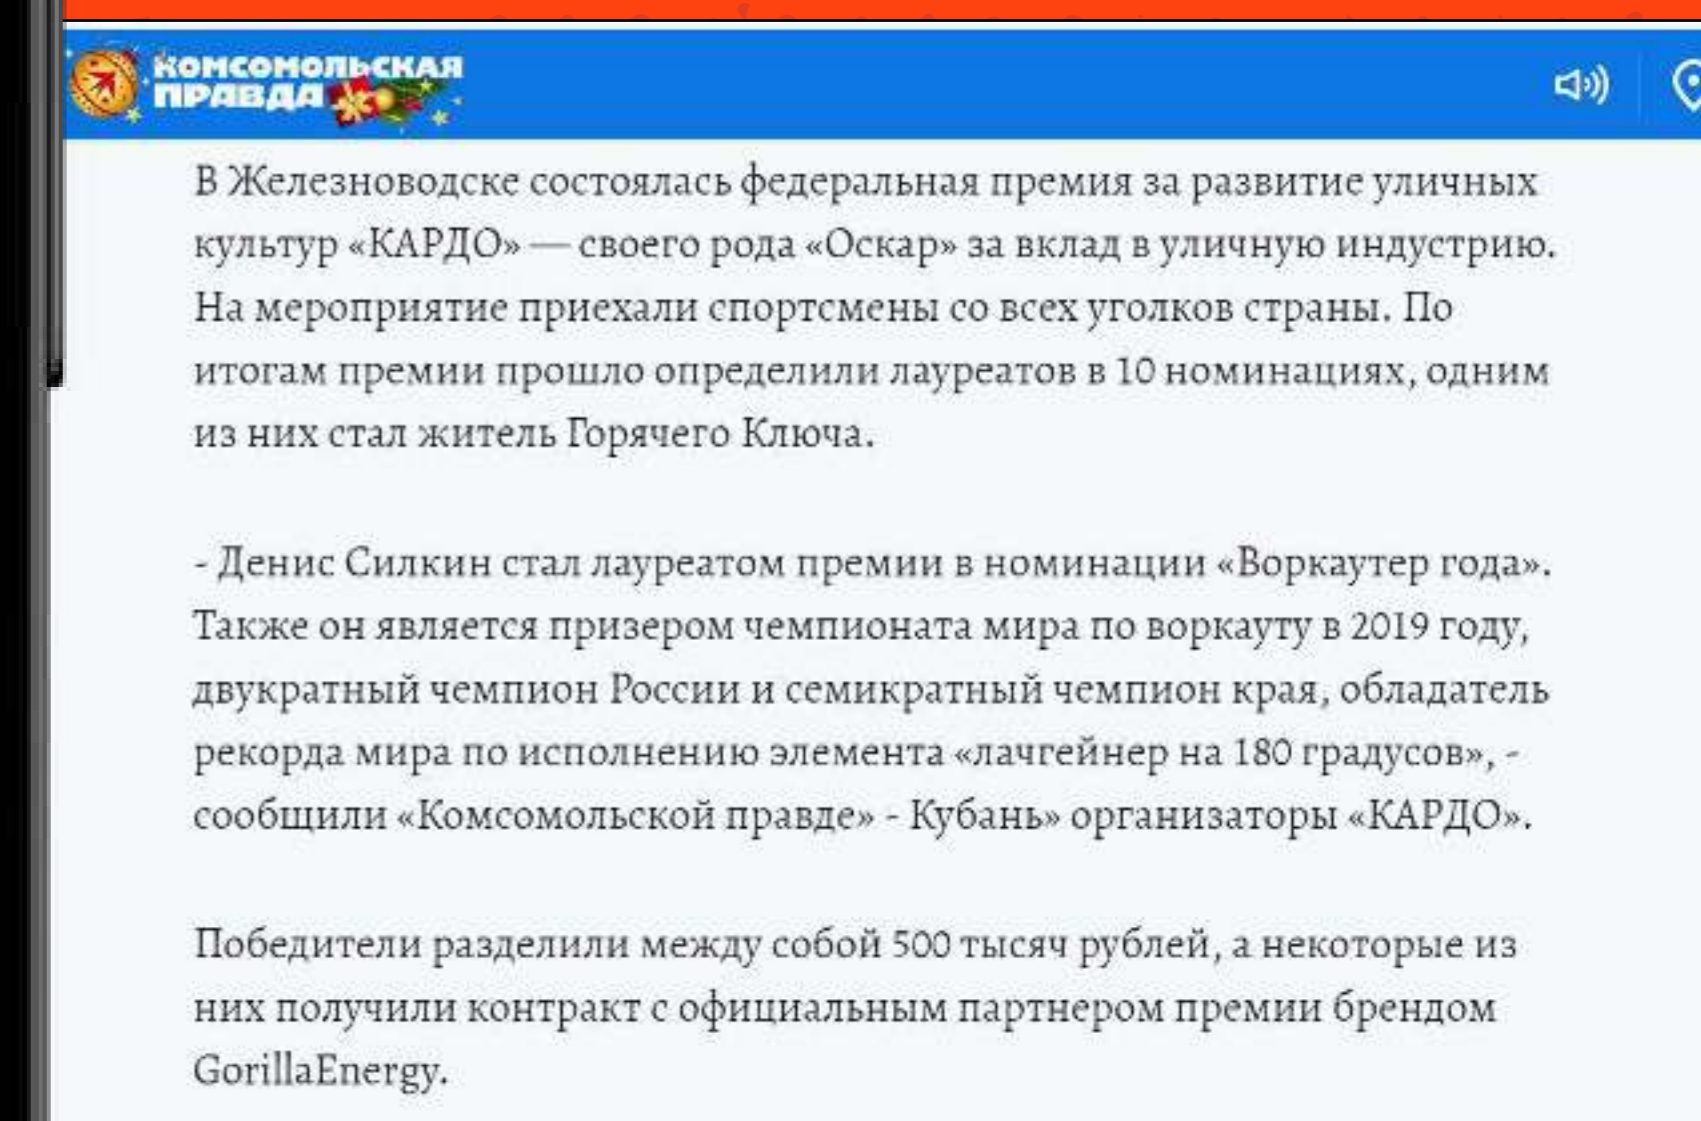 КОМСОМОЛЬСКАЯ
ПРАВДА
В Железноводске состоялась федеральная премия за развитие уличных
культур «КАРДО» — своего рода «Оскар» за вклад в уличную индустрию.
На мероприятие приехали спортсмены со всех уголков страны. По
итогам премии прошло определили лауреатов в 10 номинациях, одним
из них стал житель Горячего Ключа.
- Денис Силкин стал лауреатом премии в номинации «Воркаутер года».
Также он является призером чемпионата мира по воркауту в 2019 году,
двукратный чемпион России и семикратный чемпион края, обладатель
рекорда мира по исполнению элемента «лачгейнер на 180 градусов», -
сообщили «Комсомольской правде» - Кубань» организаторы «КАРДО».
Победители разделили между собой 500 тысяч рублей, а некоторые из
них получили контракт с официальным партнером премии брендом
GorillaEnergy.